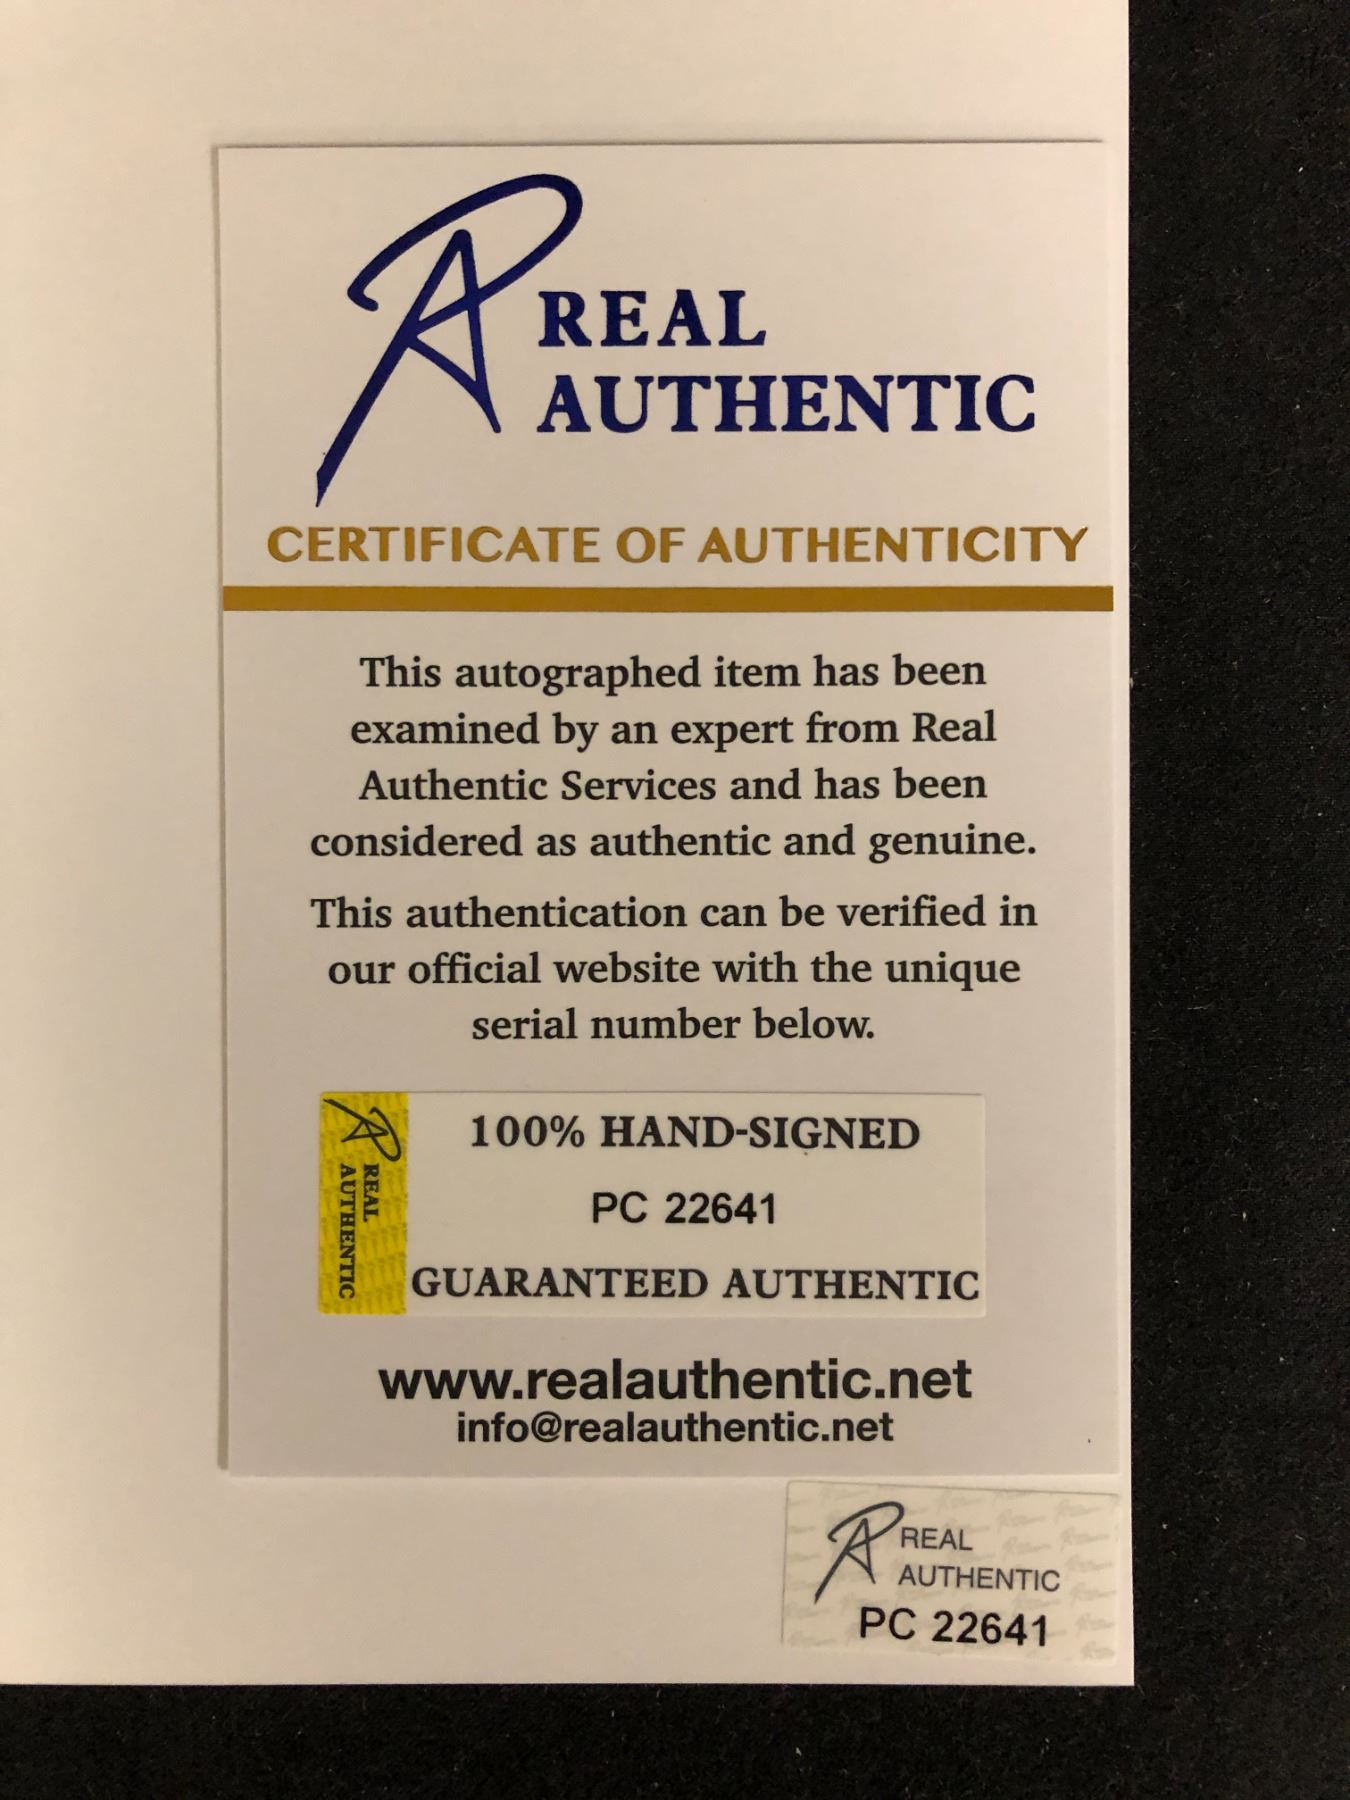 REAL
AUTHENTIC
CERTIFICATE OF AUTHENTICITY
This autographed item has been
examined by an expert from Real
Authentic Services and has been
considered as authentic and genuine.
This authentication can be verified in
our official website with the unique
serial number below.
REAL
AUTHENTIC
100% HAND-SIGNED
PC 22641
GUARANTEED AUTHENTIC
www.realauthentic.net
info@realauthentic.net
REAL
AUTHENTIC
PC 22641